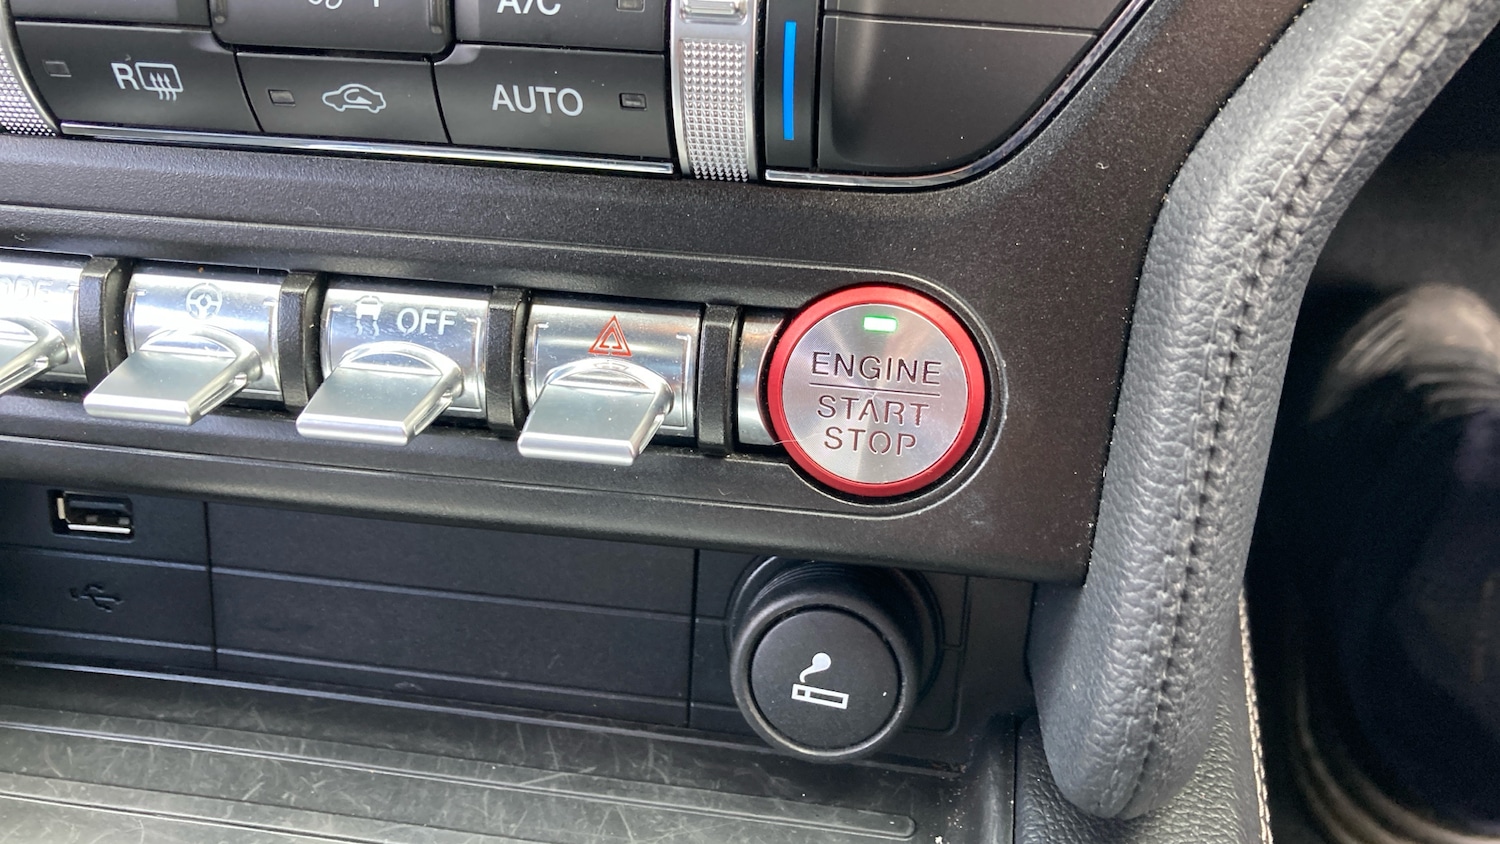 A/C
R
AUTO
OFF
ENGINE
START
STOP